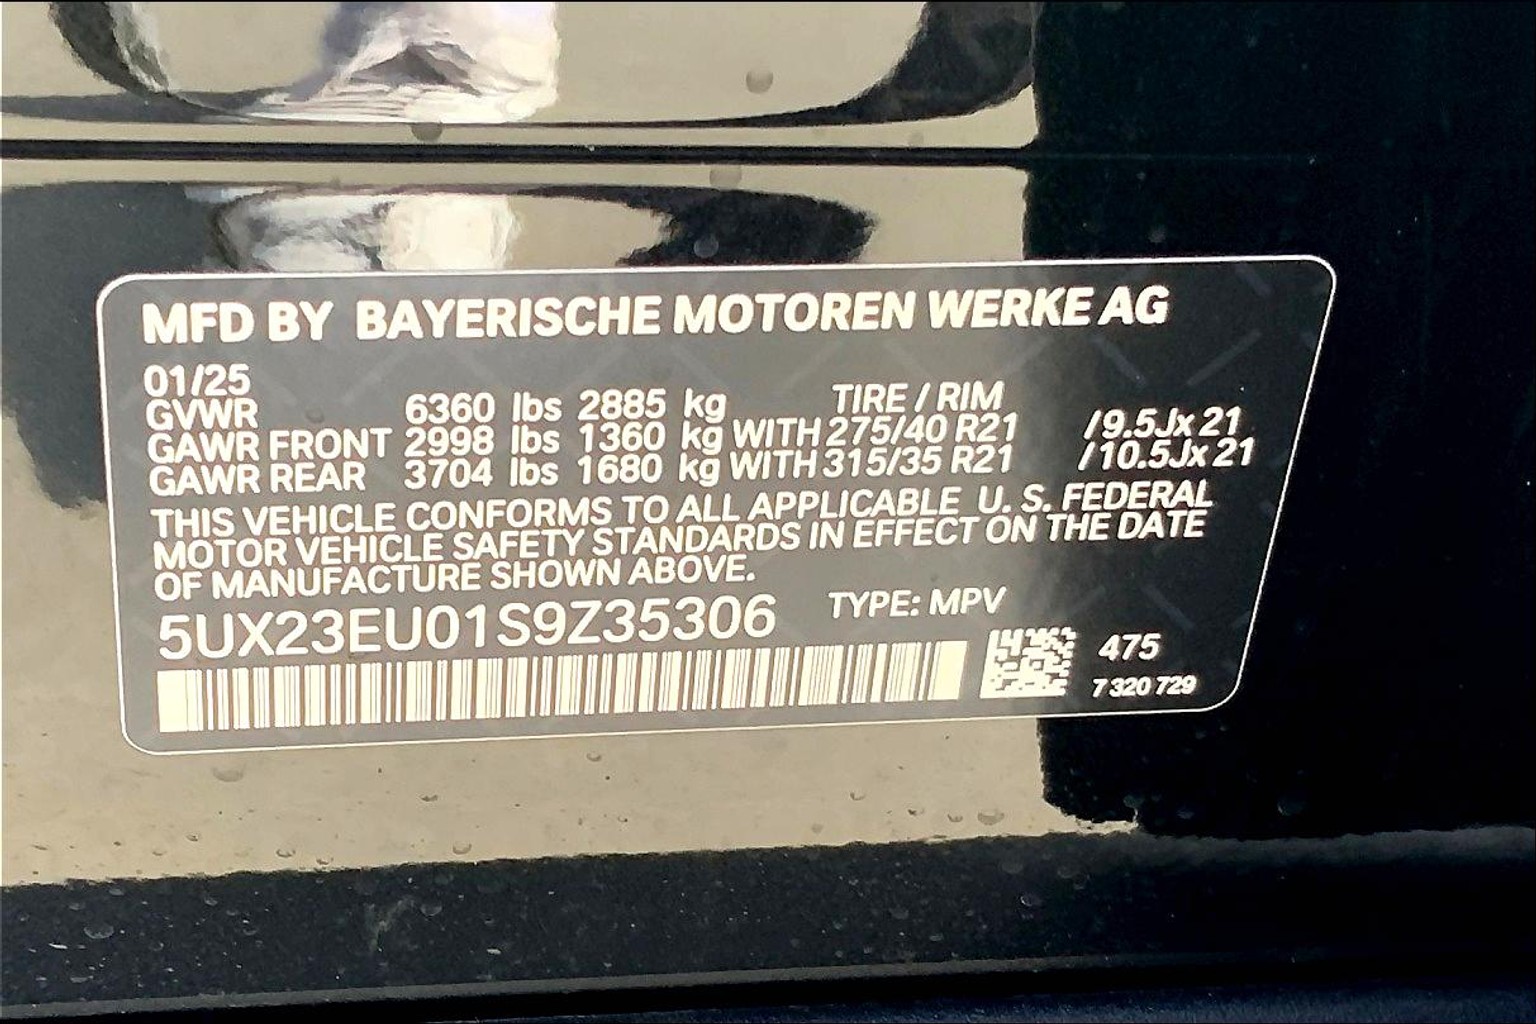 MFD BY BAYERISCHE MOTOREN WERKE AG
01/25
TIRE / RIM
GVWR 6360 lbs 2885 kg
GAWR FRONT 2998 lbs 1360 kg WITH 275/40 R21 /9.5Jx21
GAWR REAR 3704 lbs 1680 kg WITH 315/35 R21 /10.5Jx21
THIS VEHICLE CONFORMS TO ALL APPLICABLE U. S. FEDERAL
MOTOR VEHICLE SAFETY STANDARDS IN EFFECT ON THE DATE
OF MANUFACTURE SHOWN ABOVE.
5UX23EU01S9Z35306 TYPE: MPV
475
7 320 729